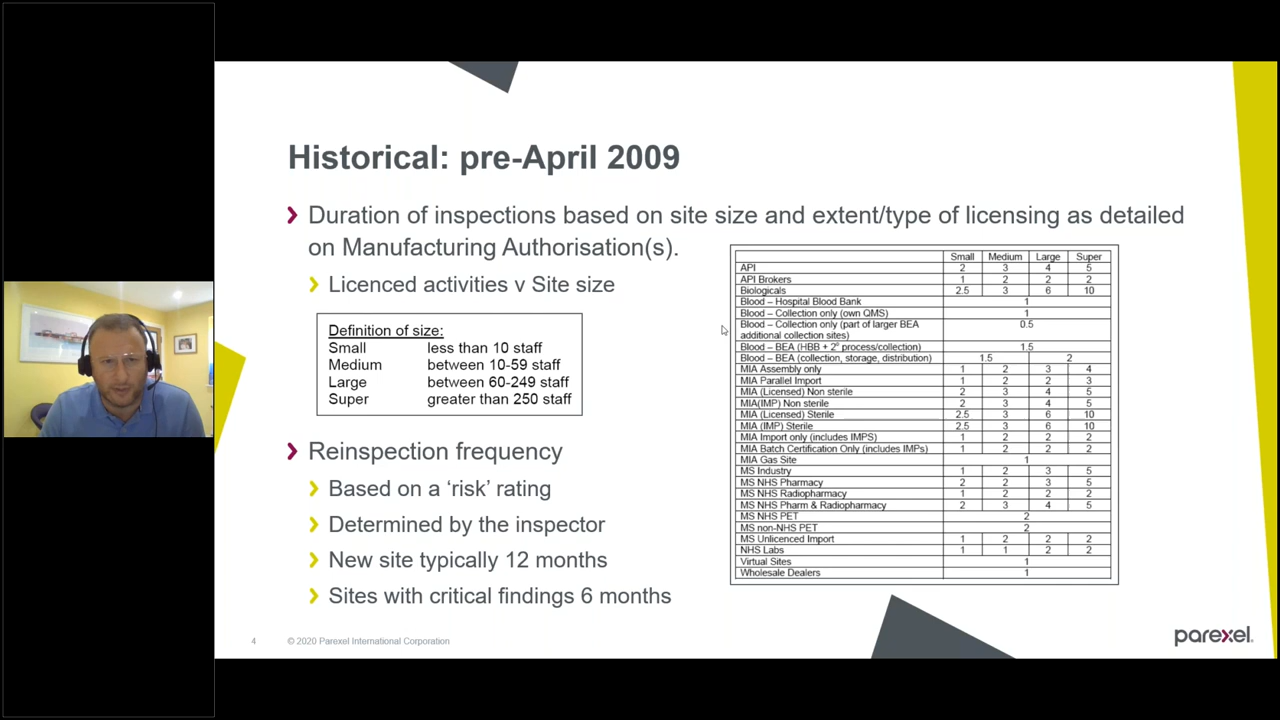 Historical: pre-April 2009
Duration of inspections based on site size and extent/type of licensing as detailed
on Manufacturing Authorisation(s).
Licenced activities v Site size
Definition of size:
Small less than 10 staff
Medium between 10-59 staff
Large between 60-249 staff
Super greater than 250 staff
Reinspection frequency
Based on a ‘risk’ rating
Determined by the inspector
New site typically 12 months
Sites with critical findings 6 months
Small Medium Large Super
API 2 3 4 5
API Brokers 1 2 2 2
Biologicals 2.5 3 6 10
Blood – Hospital Blood Bank 1
Blood – Collection only (own QMS) 1
Blood – Collection only (part of larger BEA 0.5
additional collection sites)
Blood – BEA (HBB + 2° process/collection) 1.5
Blood – BEA (collection, storage, distribution) 1.5 2
MIA Assembly only 1 2 3 4
MIA Parallel Import 1 2 2 3
MIA (Licensed) Non sterile 2 3 4 5
MIA(IMP) Non sterile 2 3 4 5
MIA (Licensed) Sterile 2.5 3 6 10
MIA (IMP) Sterile 2.5 3 6 10
MIA Import only (includes IMPS) 1 2 2 2
MIA Batch Certification Only (includes IMPs) 1 2 2 2
MIA Gas Site 1
MS Industry 1 2 3 5
MS NHS Pharmacy 2 2 3 5
MS NHS Radiopharmacy 1 2 2 2
MS NHS Pharm & Radiopharmacy 2 3 4 5
MS NHS PET 2
MS non-NHS PET 2
MS Unlicenced Import 1 2 2 2
NHS Labs 1 1 2 2
Virtual Sites 1
Wholesale Dealers 1
4 © 2020 Parexel International Corporation
parexel.